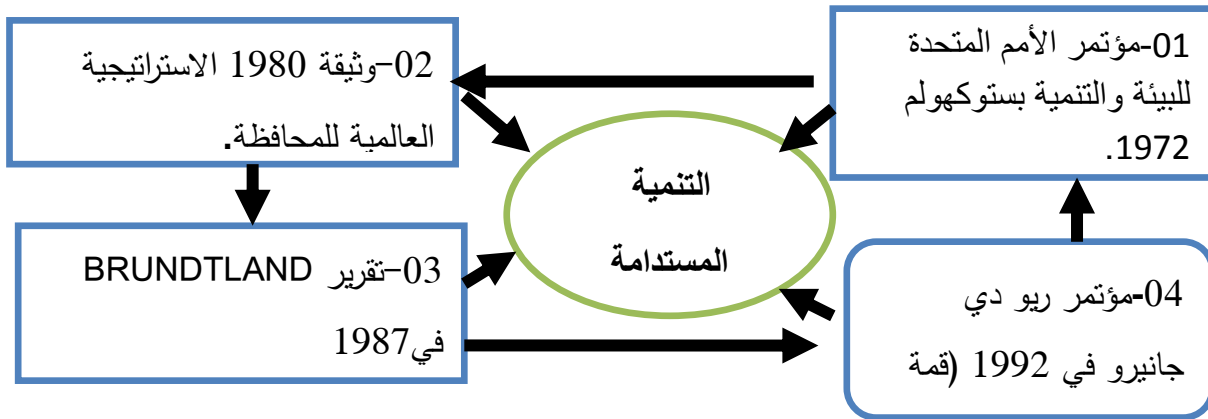 01-مؤتمر الأمم المتحدة
للبيئة والتنمية بستوكهولم
1972.
02-وثيقة 1980 الاستراتيجية
العالمية للمحافظة.
التنمية
المستدامة
03-تقرير BRUNDTLAND
في1987
04-مؤتمر ريو دي
جانيرو في 1992 (قمة